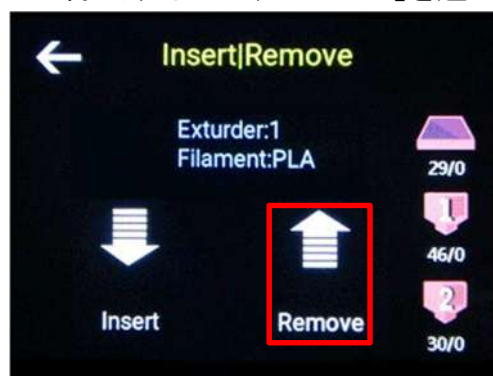 Insert|Remove
Exturder:1
Filament:PLA
29/0
1
46/0
2
30/0
Insert
Remove